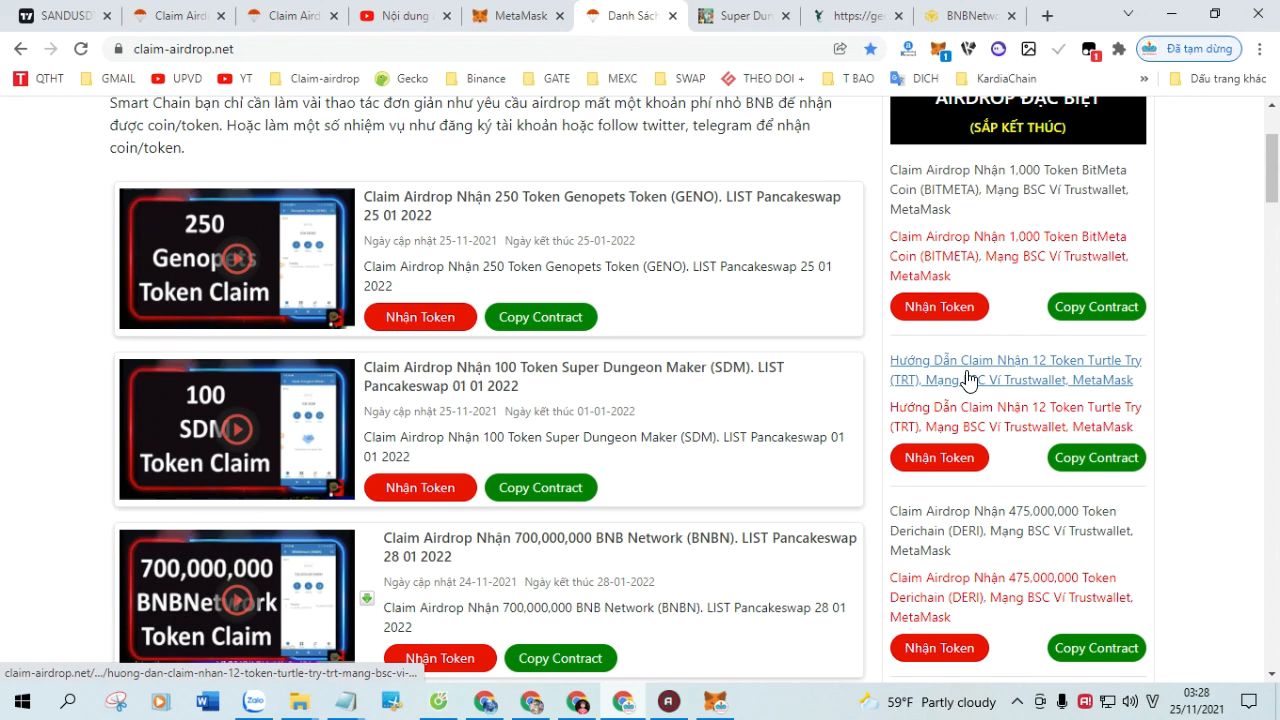 SANDUSD
Claim Air
Claim Air
Nội dung
MetaMask
Danh Sác
Super Dun
https://ge
BNBNetwo
claim-airdrop.net
1
1
Đã tạm dừng
QTHT
GMAIL
UPVD
YT
Claim-airdrop
Gecko
Binance
GATE
MEXC
SWAP
THEO DOI +
T BAO
DICH
KardiaChain
»
Dấu trang khác
Smart Chain bạn chỉ cần làm vài thao tác đơn giản như yêu cầu airdrop mất một khoản phí nhỏ BNB để nhận
được coin/token. Hoặc làm một số nhiệm vụ như đăng ký tài khoản hoặc follow twitter, telegram để nhận
coin/token.
250
Genopets
Token Claim
Claim Airdrop Nhận 250 Token Genopets Token (GENO). LIST Pancakeswap
25 01 2022
Ngày cập nhật 25-11-2021 Ngày kết thúc 25-01-2022
Claim Airdrop Nhận 250 Token Genopets Token (GENO). LIST Pancakeswap 25 01
2022
Nhận Token
Copy Contract
100
SDM
Token Claim
Claim Airdrop Nhận 100 Token Super Dungeon Maker (SDM). LIST
Pancakeswap 01 01 2022
Ngày cập nhật 25-11-2021 Ngày kết thúc 01-01-2022
Claim Airdrop Nhận 100 Token Super Dungeon Maker (SDM). LIST Pancakeswap 01
01 2022
Nhận Token
Copy Contract
700,000,000
BNBNetwork
Token Claim
Claim Airdrop Nhận 700,000,000 BNB Network (BNBN). LIST Pancakeswap
28 01 2022
Ngày cập nhật 24-11-2021 Ngày kết thúc 28-01-2022
Claim Airdrop Nhận 700,000,000 BNB Network (BNBN). LIST Pancakeswap 28 01
2022
Nhận Token
Copy Contract
AIRDROP ĐẶC BIỆT
(SẮP KẾT THÚC)
Claim Airdrop Nhận 1,000 Token BitMeta
Coin (BITMETA), Mạng BSC Ví Trustwallet,
MetaMask
Claim Airdrop Nhận 1,000 Token BitMeta
Coin (BITMETA), Mạng BSC Ví Trustwallet,
MetaMask
Nhận Token
Copy Contract
Hướng Dẫn Claim Nhận 12 Token Turtle Try
(TRT), Mạng BSC Ví Trustwallet, MetaMask
Hướng Dẫn Claim Nhận 12 Token Turtle Try
(TRT), Mạng BSC Ví Trustwallet, MetaMask
Nhận Token
Copy Contract
Claim Airdrop Nhận 475,000,000 Token
Derichain (DERI), Mạng BSC Ví Trustwallet,
MetaMask
Claim Airdrop Nhận 475,000,000 Token
Derichain (DERI), Mạng BSC Ví Trustwallet,
MetaMask
Nhận Token
Copy Contract
claim-airdrop.net/.../huong-dan-claim-nhan-12-token-turtle-try-trt-mang-bsc-vi-...
Zalo
59°F Partly cloudy
03:28
25/11/2021